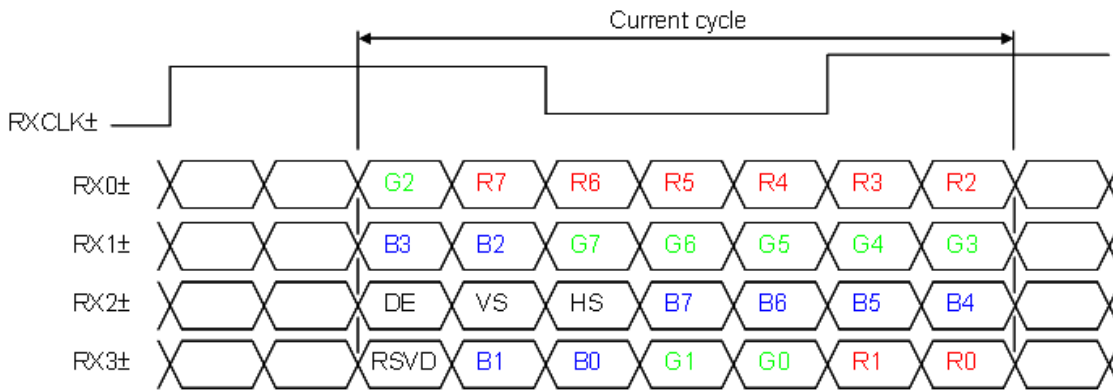 Current cycle
RXCLK±
RX0± G2 R7 R6 R5 R4 R3 R2
RX1± B3 B2 G7 G6 G5 G4 G3
RX2± DE VS HS B7 B6 B5 B4
RX3± RSVD B1 B0 G1 G0 R1 R0